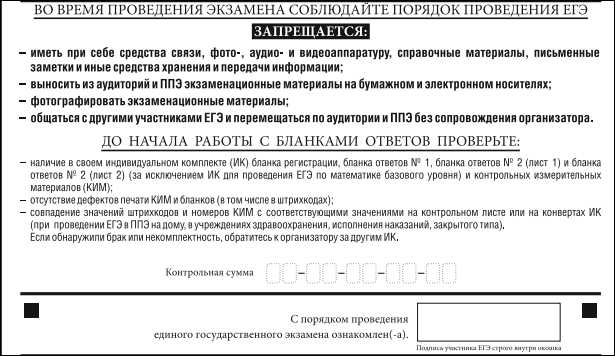 ВО ВРЕМЯ ПРОВЕДЕНИЯ ЭКЗАМЕНА СОБЛЮДАЙТЕ ПОРЯДОК ПРОВЕДЕНИЯ ЕГЭ
ЗАПРЕЩАЕТСЯ:
– иметь при себе средства связи, фото-, аудио- и видеоаппаратуру, справочные материалы, письменные
заметки и иные средства хранения и передачи информации;
– выносить из аудиторий и ППЭ экзаменационные материалы на бумажном и электронном носителях;
– фотографировать экзаменационные материалы;
– общаться с другими участниками ЕГЭ и перемещаться по аудитории и ППЭ без сопровождения организатора.
ДО НАЧАЛА РАБОТЫ С БЛАНКАМИ ОТВЕТОВ ПРОВЕРЬТЕ:
– наличие в своем индивидуальном комплекте (ИК) бланка регистрации, бланка ответов № 1, бланка ответов № 2 (лист 1) и бланка
ответов № 2 (лист 2) (за исключением ИК для проведения ЕГЭ по математике базового уровня) и контрольных измерительных
материалов (КИМ);
– отсутствие дефектов печати КИМ и бланков (в том числе в штрихкодах);
– совпадение значений штрихкодов и номеров КИМ с соответствующими значениями на контрольном листе или на конвертах ИК
(при проведении ЕГЭ в ППЭ на дому, в учреждениях здравоохранения, исполнения наказаний, закрытого типа).
Если обнаружили брак или некомплектность, обратитесь к организатору за другим ИК.
Контрольная сумма – – – –
С порядком проведения
единого государственного экзамена ознакомлен(-а).
Подпись участника ЕГЭ строго внутри окошка